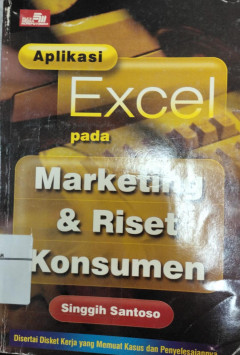 Aplikasi
Excel
pada
Marketing
& Riset
Konsumen
Singgih Santoso
Disertai Disket Kerja yang Memuat Kasus dan Penyelesaiannya